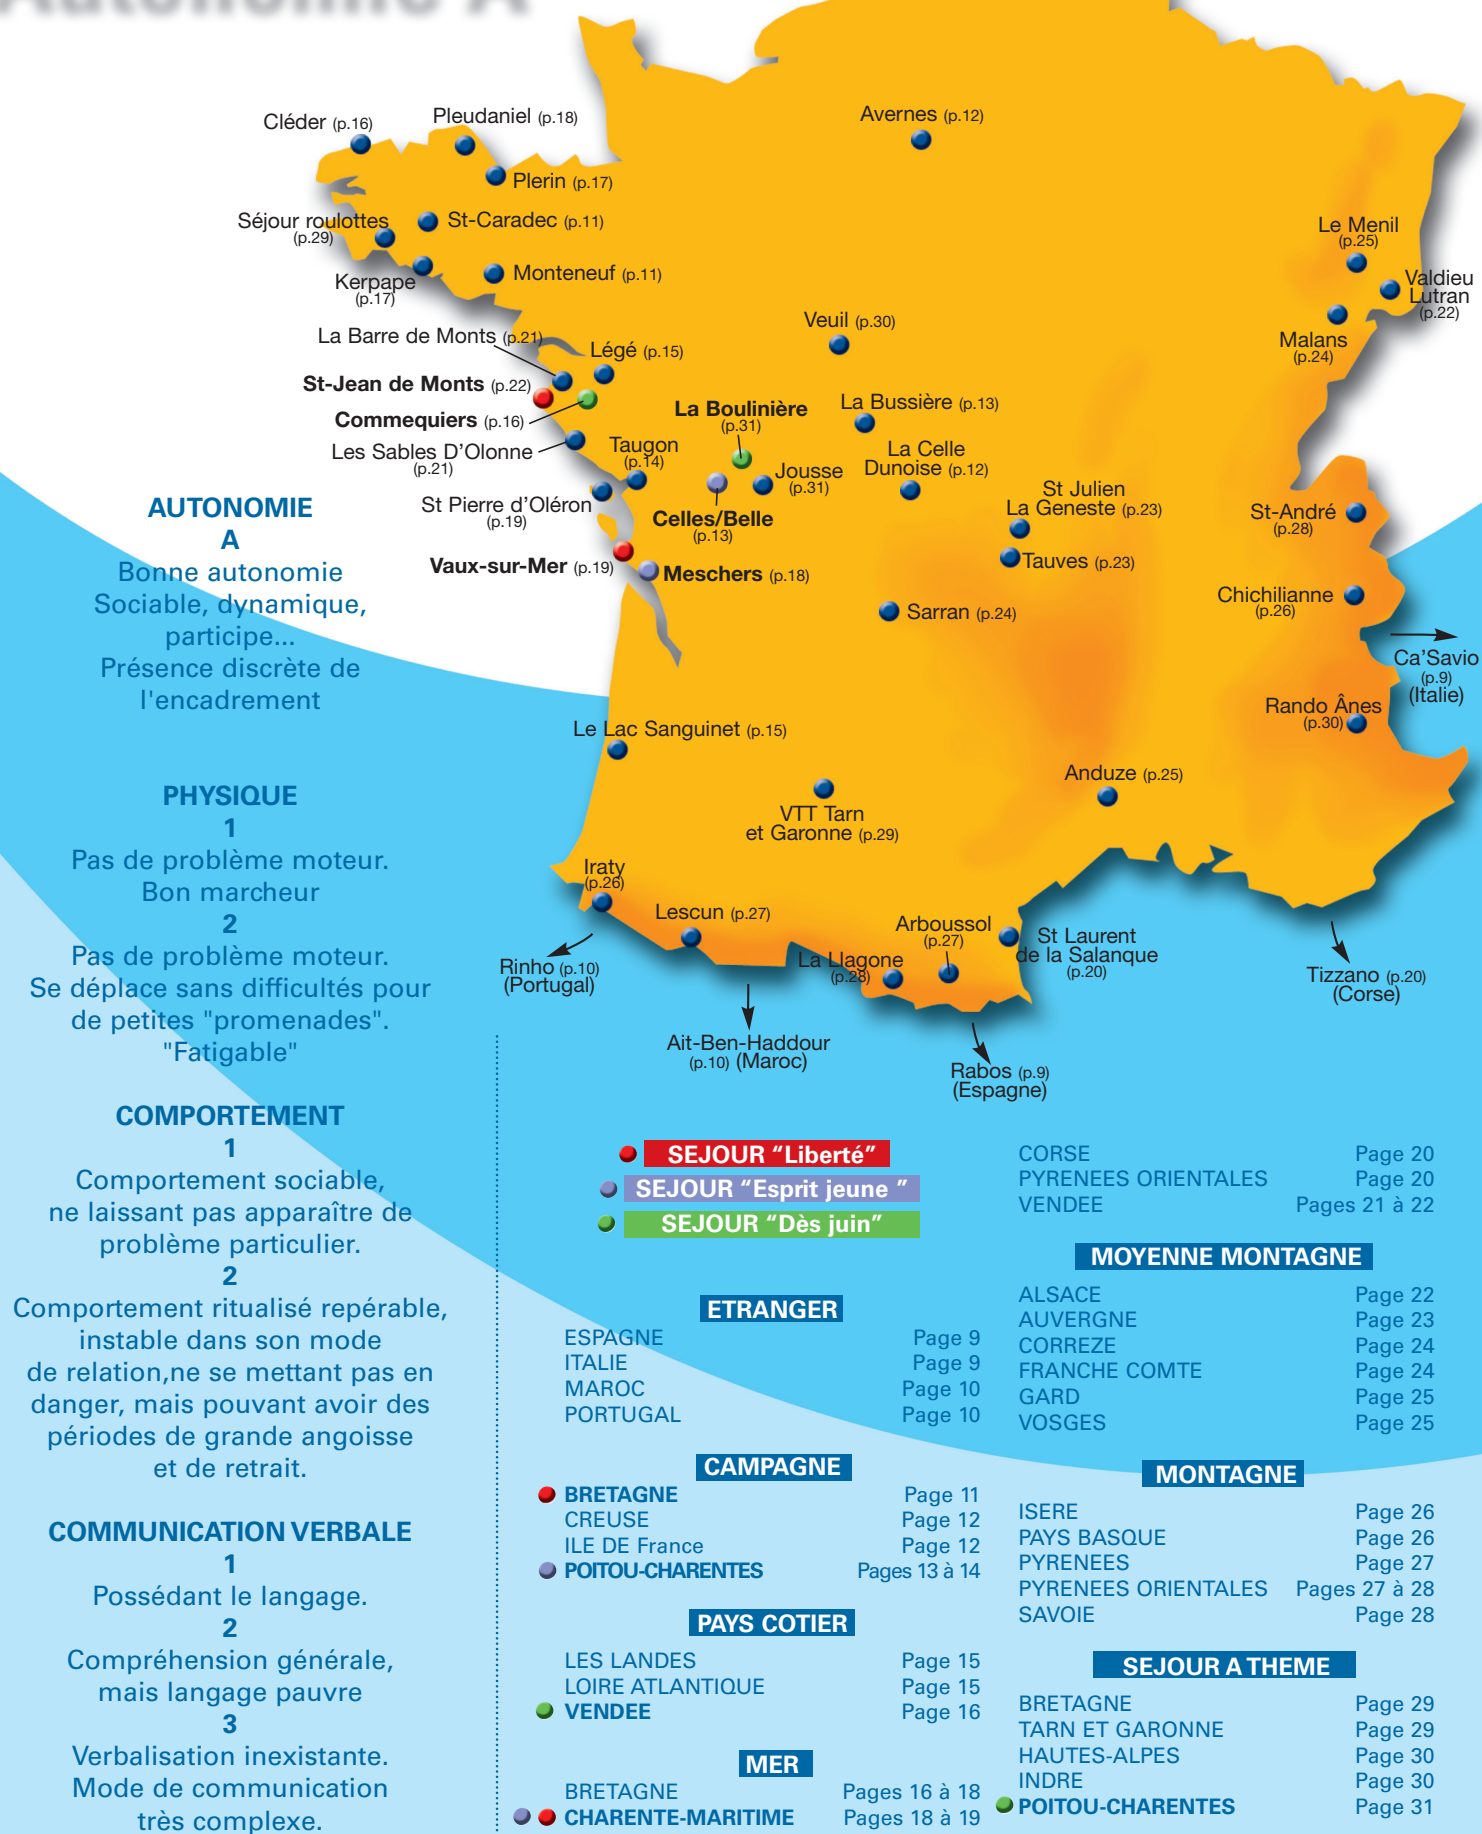 Autonomie A
Cléder (p.16)
Pleudaniel (p.18)
Avernes (p.12)
Plerin (p.17)
Séjour roulottes
(p.29)
St-Caradec (p.11)
Le Menil
(p.25)
Kerpape
(p.17)
Monteneuf (p.11)
Valdieu
Lutran
(p.22)
La Barre de Monts (p.21)
Légé (p.15)
Veuil (p.30)
Malans
(p.24)
St-Jean de Monts (p.22)
Commequiers (p.16)
La Boulinière
(p.31)
La Bussière (p.13)
Les Sables D'Olonne
(p.21)
Taugon
(p.14)
Jousse
(p.31)
La Celle
Dunoise (p.12)
St Pierre d'Oléron
(p.19)
Celles/Belle
(p.13)
St Julien
La Geneste (p.23)
St-André
(p.28)
Vaux-sur-Mer (p.19)
Meschers (p.18)
Tauves (p.23)
Sarran (p.24)
Chichilianne
(p.26)
Ca'Savio
(p.9)
(Italie)
Rando Ânes
(p.30)
Le Lac Sanguinet (p.15)
Anduze (p.25)
VTT Tarn
et Garonne (p.29)
Iraty
(p.26)
Lescun (p.27)
Arboussol
(p.27)
St Laurent
de la Salanque
(p.20)
La Llagone
(p.28)
Rinho (p.10)
(Portugal)
Tizzano (p.20)
(Corse)
Ait-Ben-Haddour
(p.10) (Maroc)
Rabos (p.9)
(Espagne)
AUTONOMIE
A
Bonne autonomie
Sociable, dynamique,
participe...
Présence discrète de
l'encadrement
PHYSIQUE
1
Pas de problème moteur.
Bon marcheur
2
Pas de problème moteur.
Se déplace sans difficultés pour
de petites "promenades".
"Fatigable"
COMPORTEMENT
1
Comportement sociable,
ne laissant pas apparaître de
problème particulier.
2
Comportement ritualisé repérable,
instable dans son mode
de relation,ne se mettant pas en
danger, mais pouvant avoir des
périodes de grande angoisse
et de retrait.
COMMUNICATION VERBALE
1
Possédant le langage.
2
Compréhension générale,
mais langage pauvre
3
Verbalisation inexistante.
Mode de communication
très complexe.
SEJOUR "Liberté"
SEJOUR "Esprit jeune "
SEJOUR "Dès juin"
ETRANGER
ESPAGNE Page 9
ITALIE Page 9
MAROC Page 10
PORTUGAL Page 10
CAMPAGNE
BRETAGNE Page 11
CREUSE Page 12
ILE DE France Page 12
POITOU-CHARENTES Pages 13 à 14
PAYS COTIER
LES LANDES Page 15
LOIRE ATLANTIQUE Page 15
VENDEE Page 16
MER
BRETAGNE Pages 16 à 18
CHARENTE-MARITIME Pages 18 à 19
CORSE Page 20
PYRENEES ORIENTALES Page 20
VENDEE Pages 21 à 22
MOYENNE MONTAGNE
ALSACE Page 22
AUVERGNE Page 23
CORREZE Page 24
FRANCHE COMTE Page 24
GARD Page 25
VOSGES Page 25
MONTAGNE
ISERE Page 26
PAYS BASQUE Page 26
PYRENEES Page 27
PYRENEES ORIENTALES Pages 27 à 28
SAVOIE Page 28
SEJOUR A THEME
BRETAGNE Page 29
TARN ET GARONNE Page 29
HAUTES-ALPES Page 30
INDRE Page 30
POITOU-CHARENTES Page 31